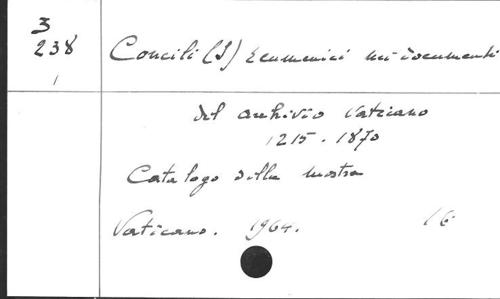 3
238
1
Concili (I) Ecumenici nei documenti
del archivio Vaticano
1215 - 1870
Catalogo della mostra
Vaticano. 1964. 16